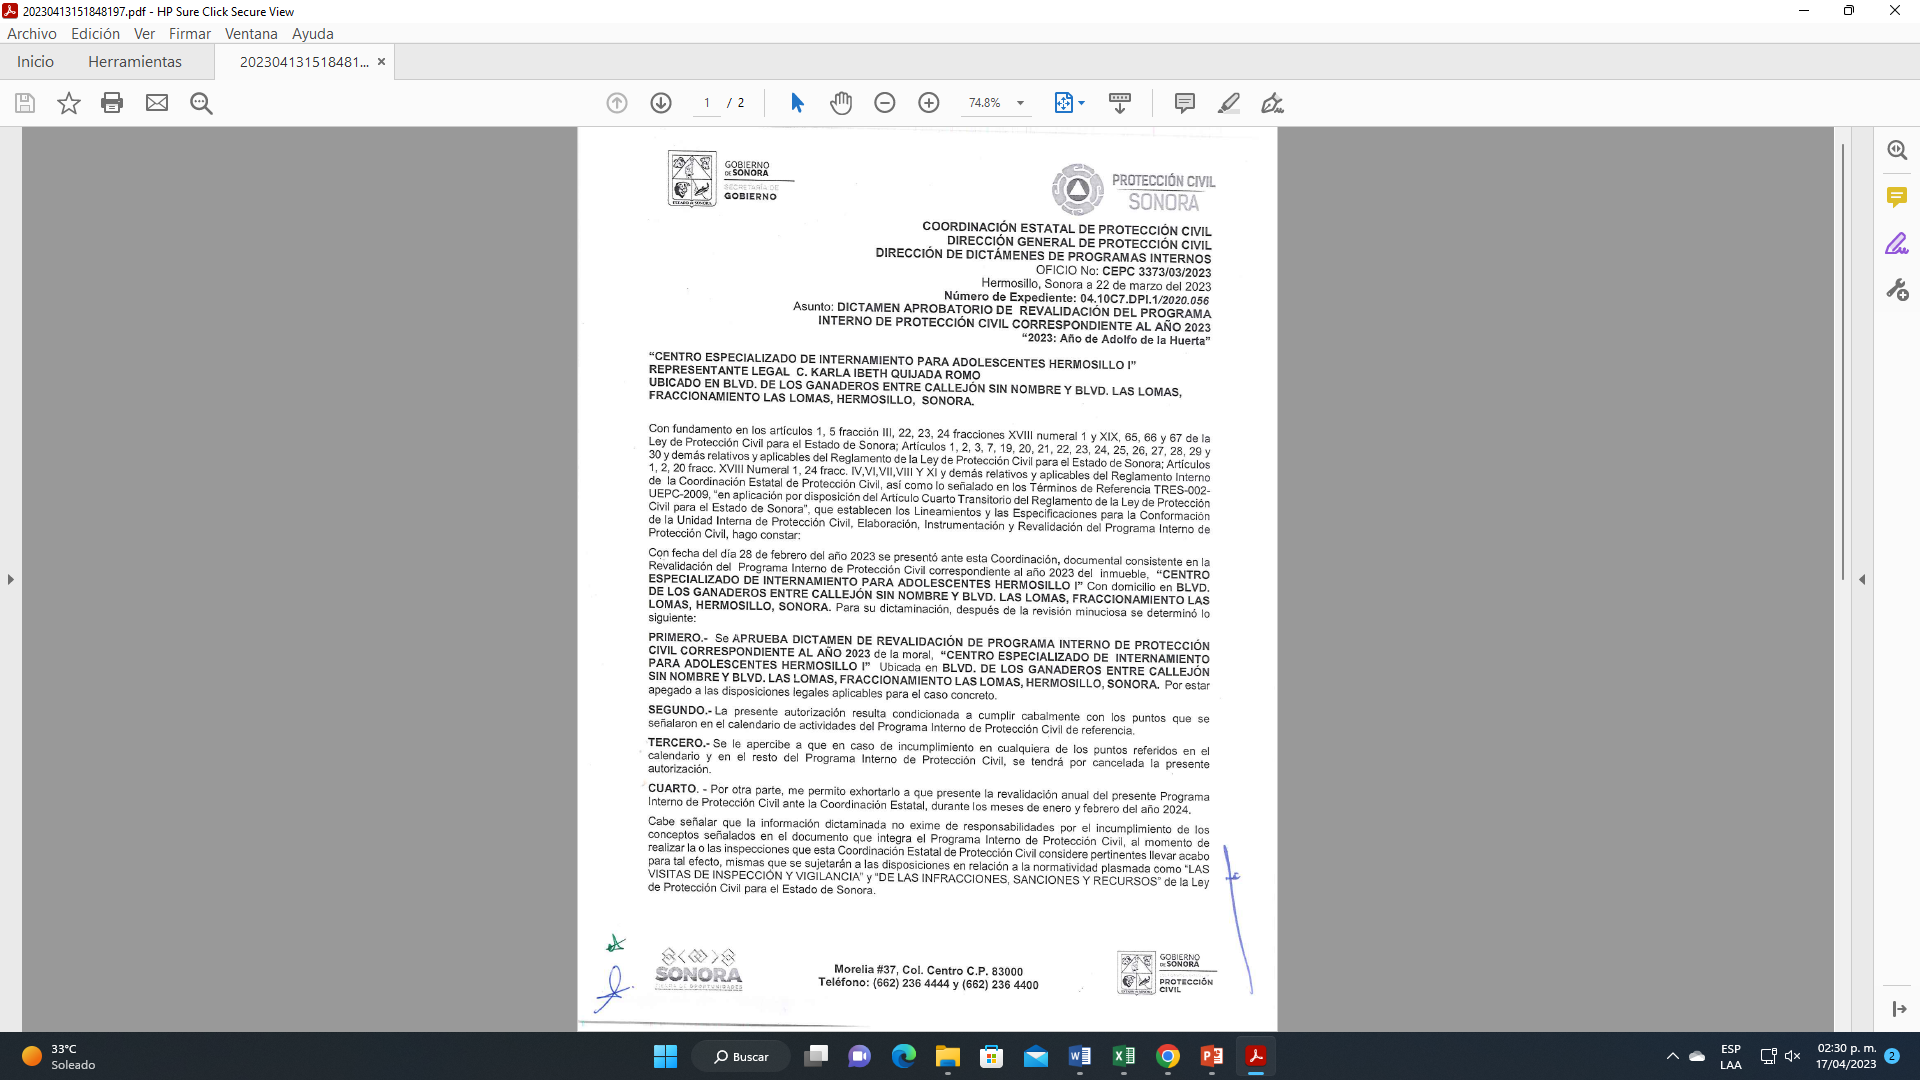 20230413151848197.pdf - HP Sure Click Secure View
Archivo Edición Ver Firmar Ventana Ayuda
Inicio Herramientas 202304131518481... ×
1 / 2 74.8%
GOBIERNO
DE SONORA
SECRETARÍA DE
GOBIERNO
ESTADO DE SONORA
PROTECCIÓN CIVIL
SONORA
COORDINACIÓN ESTATAL DE PROTECCIÓN CIVIL
DIRECCIÓN GENERAL DE PROTECCIÓN CIVIL
DIRECCIÓN DE DICTÁMENES DE PROGRAMAS INTERNOS
OFICIO No: CEPC 3373/03/2023
Hermosillo, Sonora a 22 de marzo del 2023
Número de Expediente: 04.10C7.DPI.1/2020.056
Asunto: DICTAMEN APROBATORIO DE REVALIDACIÓN DEL PROGRAMA
INTERNO DE PROTECCIÓN CIVIL CORRESPONDIENTE AL AÑO 2023
“2023: Año de Adolfo de la Huerta”
“CENTRO ESPECIALIZADO DE INTERNAMIENTO PARA ADOLESCENTES HERMOSILLO I”
REPRESENTANTE LEGAL C. KARLA IBETH QUIJADA ROMO
UBICADO EN BLVD. DE LOS GANADEROS ENTRE CALLEJÓN SIN NOMBRE Y BLVD. LAS LOMAS,
FRACCIONAMIENTO LAS LOMAS, HERMOSILLO, SONORA.
Con fundamento en los artículos 1, 5 fracción III, 22, 23, 24 fracciones XVIII numeral 1 y XIX, 65, 66 y 67 de la
Ley de Protección Civil para el Estado de Sonora; Artículos 1, 2, 3, 7, 19, 20, 21, 22, 23, 24, 25, 26, 27, 28, 29 y
30 y demás relativos y aplicables del Reglamento de la Ley de Protección Civil para el Estado de Sonora; Artículos
1, 2, 20 fracc. XVIII Numeral 1, 24 fracc. IV,VI,VII,VIII Y XI y demás relativos y aplicables del Reglamento Interno
de la Coordinación Estatal de Protección Civil, así como lo señalado en los Términos de Referencia TRES-002-
UEPC-2009, “en aplicación por disposición del Artículo Cuarto Transitorio del Reglamento de la Ley de Protección
Civil para el Estado de Sonora”, que establecen los Lineamientos y las Especificaciones para la Conformación
de la Unidad Interna de Protección Civil, Elaboración, Instrumentación y Revalidación del Programa Interno de
Protección Civil, hago constar:
Con fecha del día 28 de febrero del año 2023 se presentó ante esta Coordinación, documental consistente en la
Revalidación del Programa Interno de Protección Civil correspondiente al año 2023 del inmueble, “CENTRO
ESPECIALIZADO DE INTERNAMIENTO PARA ADOLESCENTES HERMOSILLO I” Con domicilio en BLVD.
DE LOS GANADEROS ENTRE CALLEJÓN SIN NOMBRE Y BLVD. LAS LOMAS, FRACCIONAMIENTO LAS
LOMAS, HERMOSILLO, SONORA. Para su dictaminación, después de la revisión minuciosa se determinó lo
siguiente:
PRIMERO.- Se APRUEBA DICTAMEN DE REVALIDACIÓN DE PROGRAMA INTERNO DE PROTECCIÓN
CIVIL CORRESPONDIENTE AL AÑO 2023 de la moral, “CENTRO ESPECIALIZADO DE INTERNAMIENTO
PARA ADOLESCENTES HERMOSILLO I” Ubicada en BLVD. DE LOS GANADEROS ENTRE CALLEJÓN
SIN NOMBRE Y BLVD. LAS LOMAS, FRACCIONAMIENTO LAS LOMAS, HERMOSILLO, SONORA. Por estar
apegado a las disposiciones legales aplicables para el caso concreto.
SEGUNDO.- La presente autorización resulta condicionada a cumplir cabalmente con los puntos que se
señalaron en el calendario de actividades del Programa Interno de Protección Civil de referencia.
TERCERO.- Se le apercibe a que en caso de incumplimiento en cualquiera de los puntos referidos en el
calendario y en el resto del Programa Interno de Protección Civil, se tendrá por cancelada la presente
autorización.
CUARTO. - Por otra parte, me permito exhortarlo a que presente la revalidación anual del presente Programa
Interno de Protección Civil ante la Coordinación Estatal, durante los meses de enero y febrero del año 2024.
Cabe señalar que la información dictaminada no exime de responsabilidades por el incumplimiento de los
conceptos señalados en el documento que integra el Programa Interno de Protección Civil, al momento de
realizar la o las inspecciones que esta Coordinación Estatal de Protección Civil considere pertinentes llevar acabo
para tal efecto, mismas que se sujetarán a las disposiciones en relación a la normatividad plasmada como “LAS
VISITAS DE INSPECCIÓN Y VIGILANCIA” y “DE LAS INFRACCIONES, SANCIONES Y RECURSOS” de la Ley
de Protección Civil para el Estado de Sonora.
SONORA
TIERRA DE OPORTUNIDADES
Morelia #37, Col. Centro C.P. 83000
Teléfono: (662) 236 4444 y (662) 236 4400
GOBIERNO
DE SONORA
PROTECCIÓN
CIVIL
33°C
Soleado
Buscar
ESP
LAA
02:30 p. m.
17/04/2023
2